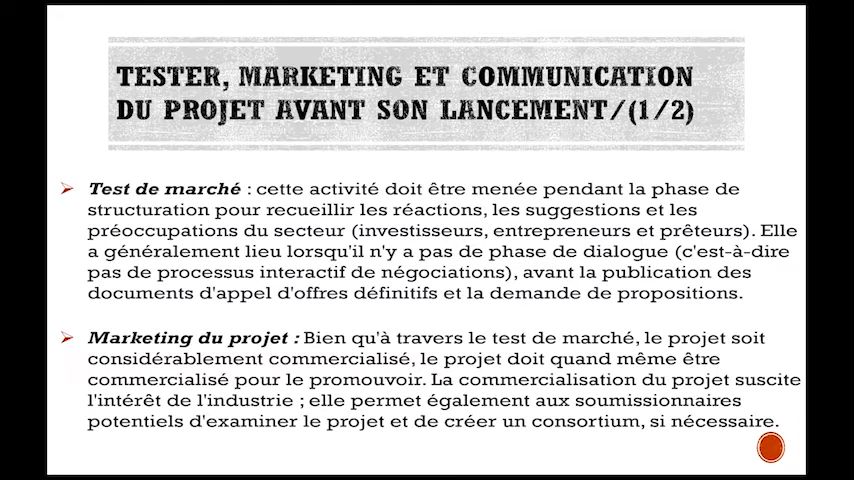 TESTER, MARKETING ET COMMUNICATION
DU PROJET AVANT SON LANCEMENT/(1/2)
Test de marché : cette activité doit être menée pendant la phase de
structuration pour recueillir les réactions, les suggestions et les
préoccupations du secteur (investisseurs, entrepreneurs et prêteurs). Elle
a généralement lieu lorsqu'il n'y a pas de phase de dialogue (c'est-à-dire
pas de processus interactif de négociations), avant la publication des
documents d'appel d'offres définitifs et la demande de propositions.
Marketing du projet : Bien qu'à travers le test de marché, le projet soit
considérablement commercialisé, le projet doit quand même être
commercialisé pour le promouvoir. La commercialisation du projet suscite
l'intérêt de l'industrie ; elle permet également aux soumissionnaires
potentiels d'examiner le projet et de créer un consortium, si nécessaire.